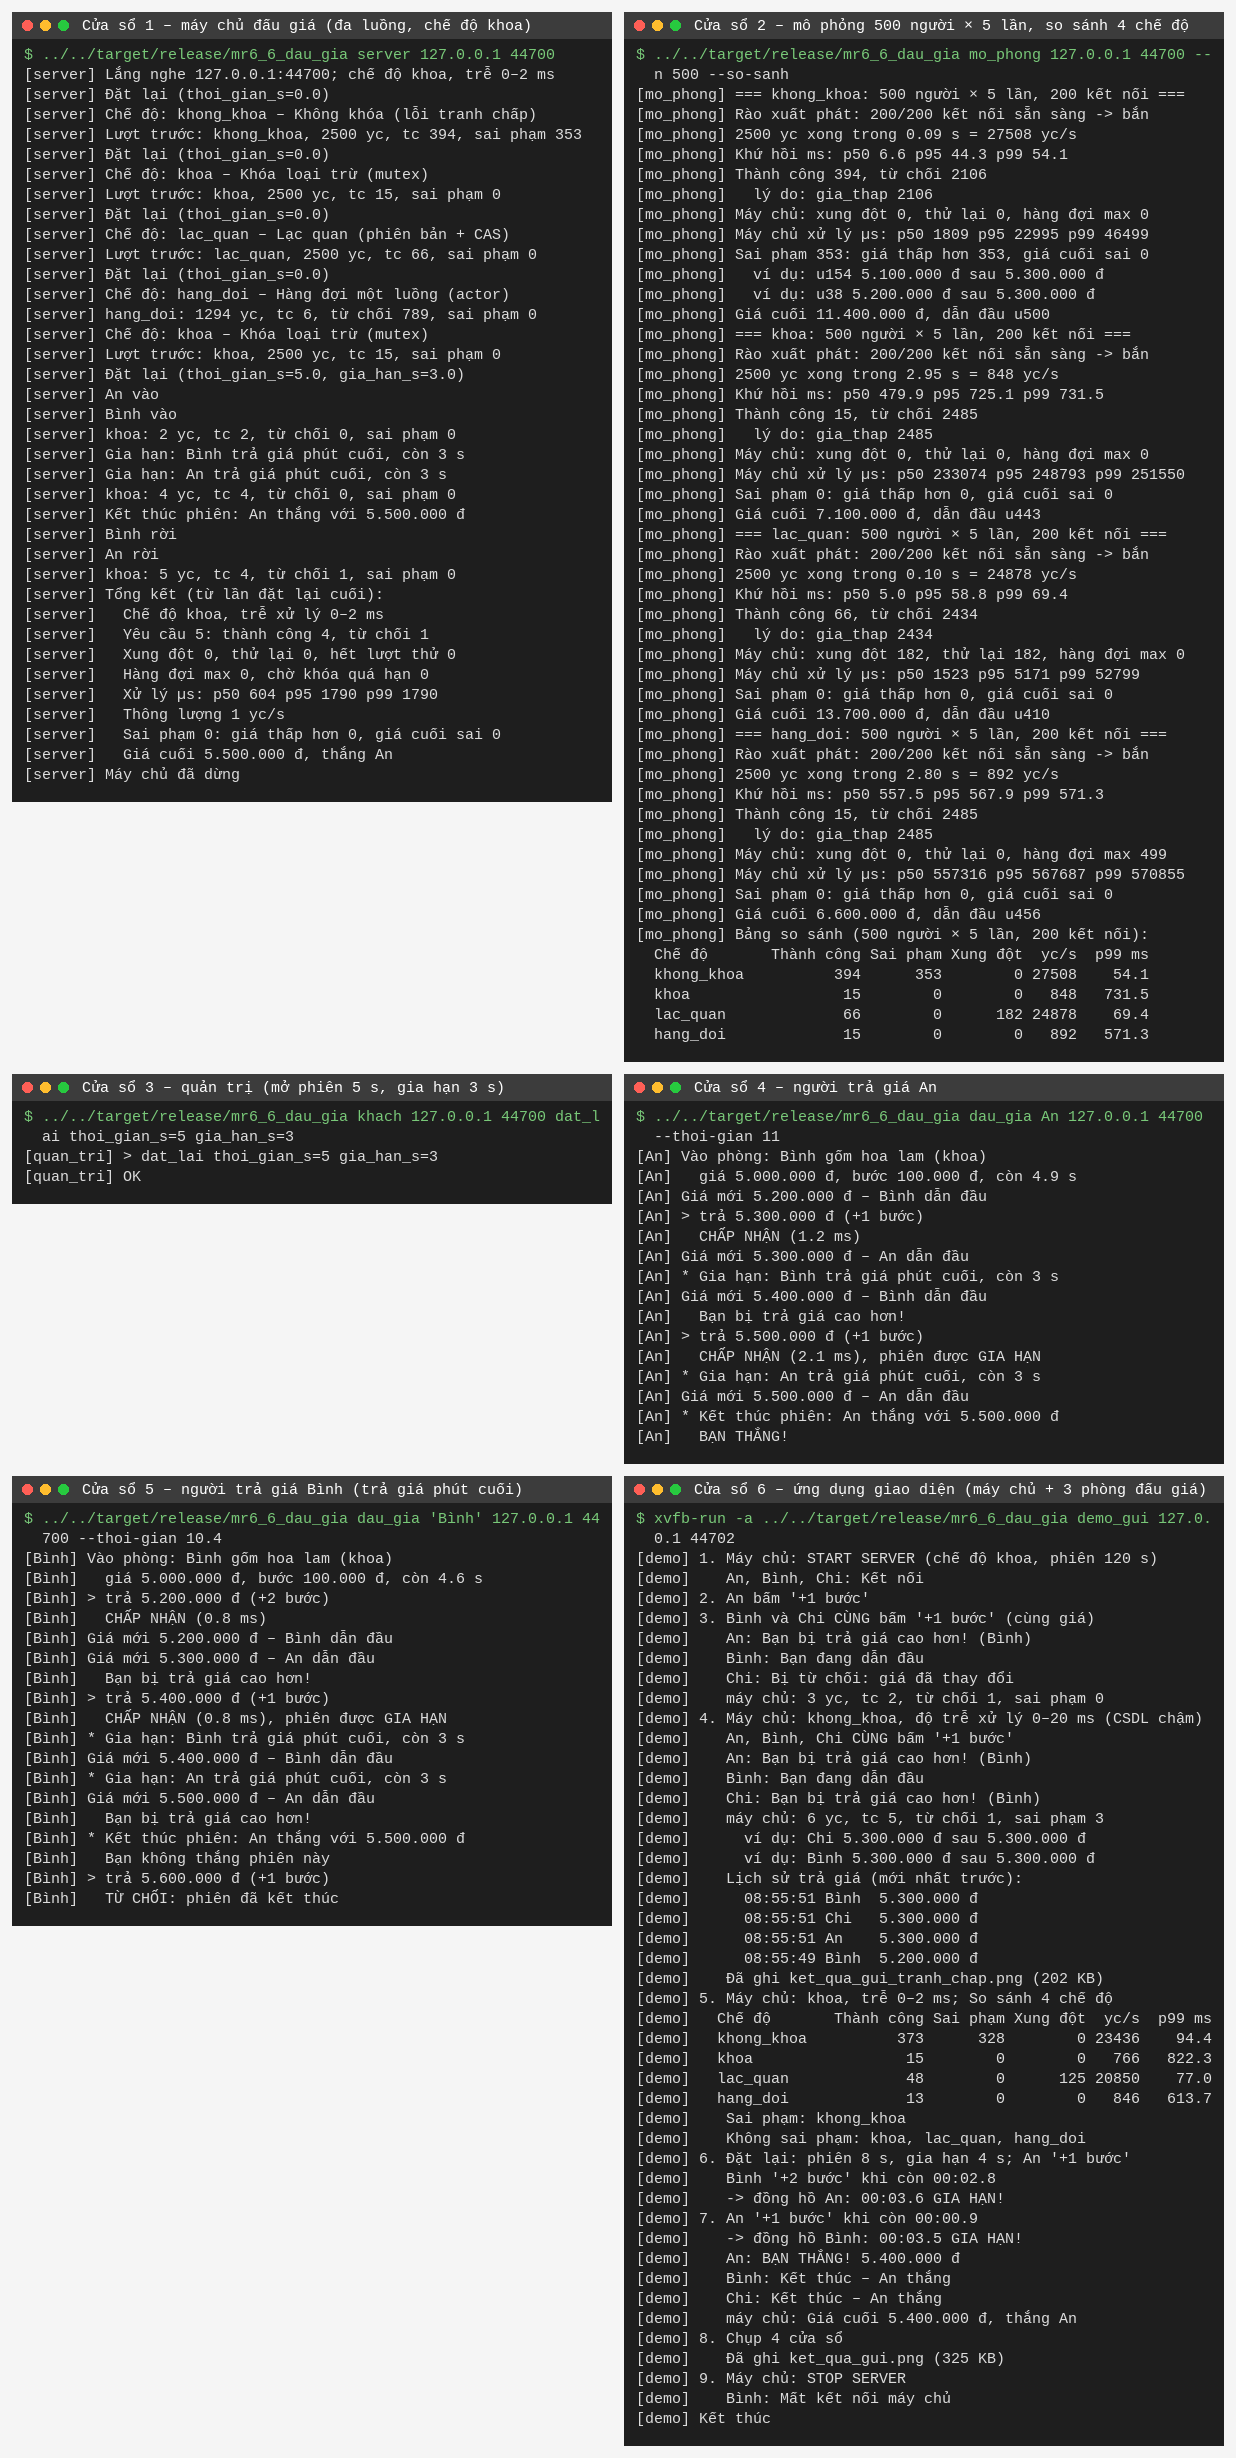 Cửa sổ 1 – máy chủ đấu giá (đa luồng, chế độ khoa)
$ ../../target/release/mr6_6_dau_gia server 127.0.0.1 44700
[server] Lắng nghe 127.0.0.1:44700; chế độ khoa, trễ 0–2 ms
[server] Đặt lại (thoi_gian_s=0.0)
[server] Chế độ: khong_khoa – Không khóa (lỗi tranh chấp)
[server] Lượt trước: khong_khoa, 2500 yc, tc 394, sai phạm 353
[server] Đặt lại (thoi_gian_s=0.0)
[server] Chế độ: khoa – Khóa loại trừ (mutex)
[server] Lượt trước: khoa, 2500 yc, tc 15, sai phạm 0
[server] Đặt lại (thoi_gian_s=0.0)
[server] Chế độ: lac_quan – Lạc quan (phiên bản + CAS)
[server] Lượt trước: lac_quan, 2500 yc, tc 66, sai phạm 0
[server] Đặt lại (thoi_gian_s=0.0)
[server] Chế độ: hang_doi – Hàng đợi một luồng (actor)
[server] hang_doi: 1294 yc, tc 6, từ chối 789, sai phạm 0
[server] Chế độ: khoa – Khóa loại trừ (mutex)
[server] Lượt trước: khoa, 2500 yc, tc 15, sai phạm 0
[server] Đặt lại (thoi_gian_s=5.0, gia_han_s=3.0)
[server] An vào
[server] Bình vào
[server] khoa: 2 yc, tc 2, từ chối 0, sai phạm 0
[server] Gia hạn: Bình trả giá phút cuối, còn 3 s
[server] Gia hạn: An trả giá phút cuối, còn 3 s
[server] khoa: 4 yc, tc 4, từ chối 0, sai phạm 0
[server] Kết thúc phiên: An thắng với 5.500.000 đ
[server] Bình rời
[server] An rời
[server] khoa: 5 yc, tc 4, từ chối 1, sai phạm 0
[server] Tổng kết (từ lần đặt lại cuối):
[server]   Chế độ khoa, trễ xử lý 0–2 ms
[server]   Yêu cầu 5: thành công 4, từ chối 1
[server]   Xung đột 0, thử lại 0, hết lượt thử 0
[server]   Hàng đợi max 0, chờ khóa quá hạn 0
[server]   Xử lý µs: p50 604 p95 1790 p99 1790
[server]   Thông lượng 1 yc/s
[server]   Sai phạm 0: giá thấp hơn 0, giá cuối sai 0
[server]   Giá cuối 5.500.000 đ, thắng An
[server] Máy chủ đã dừng
Cửa sổ 2 – mô phỏng 500 người × 5 lần, so sánh 4 chế độ
$ ../../target/release/mr6_6_dau_gia mo_phong 127.0.0.1 44700 --
n 500 --so-sanh
[mo_phong] === khong_khoa: 500 người × 5 lần, 200 kết nối ===
[mo_phong] Rào xuất phát: 200/200 kết nối sẵn sàng -> bắn
[mo_phong] 2500 yc xong trong 0.09 s = 27508 yc/s
[mo_phong] Khứ hồi ms: p50 6.6 p95 44.3 p99 54.1
[mo_phong] Thành công 394, từ chối 2106
[mo_phong]   lý do: gia_thap 2106
[mo_phong] Máy chủ: xung đột 0, thử lại 0, hàng đợi max 0
[mo_phong] Máy chủ xử lý µs: p50 1809 p95 22995 p99 46499
[mo_phong] Sai phạm 353: giá thấp hơn 353, giá cuối sai 0
[mo_phong]   ví dụ: u154 5.100.000 đ sau 5.300.000 đ
[mo_phong]   ví dụ: u38 5.200.000 đ sau 5.300.000 đ
[mo_phong] Giá cuối 11.400.000 đ, dẫn đầu u500
[mo_phong] === khoa: 500 người × 5 lần, 200 kết nối ===
[mo_phong] Rào xuất phát: 200/200 kết nối sẵn sàng -> bắn
[mo_phong] 2500 yc xong trong 2.95 s = 848 yc/s
[mo_phong] Khứ hồi ms: p50 479.9 p95 725.1 p99 731.5
[mo_phong] Thành công 15, từ chối 2485
[mo_phong]   lý do: gia_thap 2485
[mo_phong] Máy chủ: xung đột 0, thử lại 0, hàng đợi max 0
[mo_phong] Máy chủ xử lý µs: p50 233074 p95 248793 p99 251550
[mo_phong] Sai phạm 0: giá thấp hơn 0, giá cuối sai 0
[mo_phong] Giá cuối 7.100.000 đ, dẫn đầu u443
[mo_phong] === lac_quan: 500 người × 5 lần, 200 kết nối ===
[mo_phong] Rào xuất phát: 200/200 kết nối sẵn sàng -> bắn
[mo_phong] 2500 yc xong trong 0.10 s = 24878 yc/s
[mo_phong] Khứ hồi ms: p50 5.0 p95 58.8 p99 69.4
[mo_phong] Thành công 66, từ chối 2434
[mo_phong]   lý do: gia_thap 2434
[mo_phong] Máy chủ: xung đột 182, thử lại 182, hàng đợi max 0
[mo_phong] Máy chủ xử lý µs: p50 1523 p95 5171 p99 52799
[mo_phong] Sai phạm 0: giá thấp hơn 0, giá cuối sai 0
[mo_phong] Giá cuối 13.700.000 đ, dẫn đầu u410
[mo_phong] === hang_doi: 500 người × 5 lần, 200 kết nối ===
[mo_phong] Rào xuất phát: 200/200 kết nối sẵn sàng -> bắn
[mo_phong] 2500 yc xong trong 2.80 s = 892 yc/s
[mo_phong] Khứ hồi ms: p50 557.5 p95 567.9 p99 571.3
[mo_phong] Thành công 15, từ chối 2485
[mo_phong]   lý do: gia_thap 2485
[mo_phong] Máy chủ: xung đột 0, thử lại 0, hàng đợi max 499
[mo_phong] Máy chủ xử lý µs: p50 557316 p95 567687 p99 570855
[mo_phong] Sai phạm 0: giá thấp hơn 0, giá cuối sai 0
[mo_phong] Giá cuối 6.600.000 đ, dẫn đầu u456
[mo_phong] Bảng so sánh (500 người × 5 lần, 200 kết nối):
Chế độ       Thành công Sai phạm Xung đột  yc/s  p99 ms
khong_khoa          394      353        0 27508    54.1
khoa                 15        0        0   848   731.5
lac_quan             66        0      182 24878    69.4
hang_doi             15        0        0   892   571.3
Cửa sổ 3 – quản trị (mở phiên 5 s, gia hạn 3 s)
$ ../../target/release/mr6_6_dau_gia khach 127.0.0.1 44700 dat_l
ai thoi_gian_s=5 gia_han_s=3
[quan_tri] > dat_lai thoi_gian_s=5 gia_han_s=3
[quan_tri] OK
Cửa sổ 4 – người trả giá An
$ ../../target/release/mr6_6_dau_gia dau_gia An 127.0.0.1 44700
--thoi-gian 11
[An] Vào phòng: Bình gốm hoa lam (khoa)
[An]   giá 5.000.000 đ, bước 100.000 đ, còn 4.9 s
[An] Giá mới 5.200.000 đ – Bình dẫn đầu
[An] > trả 5.300.000 đ (+1 bước)
[An]   CHẤP NHẬN (1.2 ms)
[An] Giá mới 5.300.000 đ – An dẫn đầu
[An] * Gia hạn: Bình trả giá phút cuối, còn 3 s
[An] Giá mới 5.400.000 đ – Bình dẫn đầu
[An]   Bạn bị trả giá cao hơn!
[An] > trả 5.500.000 đ (+1 bước)
[An]   CHẤP NHẬN (2.1 ms), phiên được GIA HẠN
[An] * Gia hạn: An trả giá phút cuối, còn 3 s
[An] Giá mới 5.500.000 đ – An dẫn đầu
[An] * Kết thúc phiên: An thắng với 5.500.000 đ
[An]   BẠN THẮNG!
Cửa sổ 5 – người trả giá Bình (trả giá phút cuối)
$ ../../target/release/mr6_6_dau_gia dau_gia 'Bình' 127.0.0.1 44
700 --thoi-gian 10.4
[Bình] Vào phòng: Bình gốm hoa lam (khoa)
[Bình]   giá 5.000.000 đ, bước 100.000 đ, còn 4.6 s
[Bình] > trả 5.200.000 đ (+2 bước)
[Bình]   CHẤP NHẬN (0.8 ms)
[Bình] Giá mới 5.200.000 đ – Bình dẫn đầu
[Bình] Giá mới 5.300.000 đ – An dẫn đầu
[Bình]   Bạn bị trả giá cao hơn!
[Bình] > trả 5.400.000 đ (+1 bước)
[Bình]   CHẤP NHẬN (0.8 ms), phiên được GIA HẠN
[Bình] * Gia hạn: Bình trả giá phút cuối, còn 3 s
[Bình] Giá mới 5.400.000 đ – Bình dẫn đầu
[Bình] * Gia hạn: An trả giá phút cuối, còn 3 s
[Bình] Giá mới 5.500.000 đ – An dẫn đầu
[Bình]   Bạn bị trả giá cao hơn!
[Bình] * Kết thúc phiên: An thắng với 5.500.000 đ
[Bình]   Bạn không thắng phiên này
[Bình] > trả 5.600.000 đ (+1 bước)
[Bình]   TỪ CHỐI: phiên đã kết thúc
Cửa sổ 6 – ứng dụng giao diện (máy chủ + 3 phòng đấu giá)
$ xvfb-run -a ../../target/release/mr6_6_dau_gia demo_gui 127.0.
0.1 44702
[demo] 1. Máy chủ: START SERVER (chế độ khoa, phiên 120 s)
[demo]    An, Bình, Chi: Kết nối
[demo] 2. An bấm '+1 bước'
[demo] 3. Bình và Chi CÙNG bấm '+1 bước' (cùng giá)
[demo]    An: Bạn bị trả giá cao hơn! (Bình)
[demo]    Bình: Bạn đang dẫn đầu
[demo]    Chi: Bị từ chối: giá đã thay đổi
[demo]    máy chủ: 3 yc, tc 2, từ chối 1, sai phạm 0
[demo] 4. Máy chủ: khong_khoa, độ trễ xử lý 0–20 ms (CSDL chậm)
[demo]    An, Bình, Chi CÙNG bấm '+1 bước'
[demo]    An: Bạn bị trả giá cao hơn! (Bình)
[demo]    Bình: Bạn đang dẫn đầu
[demo]    Chi: Bạn bị trả giá cao hơn! (Bình)
[demo]    máy chủ: 6 yc, tc 5, từ chối 1, sai phạm 3
[demo]      ví dụ: Chi 5.300.000 đ sau 5.300.000 đ
[demo]      ví dụ: Bình 5.300.000 đ sau 5.300.000 đ
[demo]    Lịch sử trả giá (mới nhất trước):
[demo]      08:55:51 Bình  5.300.000 đ
[demo]      08:55:51 Chi   5.300.000 đ
[demo]      08:55:51 An    5.300.000 đ
[demo]      08:55:49 Bình  5.200.000 đ
[demo]    Đã ghi ket_qua_gui_tranh_chap.png (202 KB)
[demo] 5. Máy chủ: khoa, trễ 0–2 ms; So sánh 4 chế độ
[demo]   Chế độ       Thành công Sai phạm Xung đột  yc/s  p99 ms
[demo]   khong_khoa          373      328        0 23436    94.4
[demo]   khoa                 15        0        0   766   822.3
[demo]   lac_quan             48        0      125 20850    77.0
[demo]   hang_doi             13        0        0   846   613.7
[demo]    Sai phạm: khong_khoa
[demo]    Không sai phạm: khoa, lac_quan, hang_doi
[demo] 6. Đặt lại: phiên 8 s, gia hạn 4 s; An '+1 bước'
[demo]    Bình '+2 bước' khi còn 00:02.8
[demo]    -> đồng hồ An: 00:03.6 GIA HẠN!
[demo] 7. An '+1 bước' khi còn 00:00.9
[demo]    -> đồng hồ Bình: 00:03.5 GIA HẠN!
[demo]    An: BẠN THẮNG! 5.400.000 đ
[demo]    Bình: Kết thúc – An thắng
[demo]    Chi: Kết thúc – An thắng
[demo]    máy chủ: Giá cuối 5.400.000 đ, thắng An
[demo] 8. Chụp 4 cửa sổ
[demo]    Đã ghi ket_qua_gui.png (325 KB)
[demo] 9. Máy chủ: STOP SERVER
[demo]    Bình: Mất kết nối máy chủ
[demo] Kết thúc